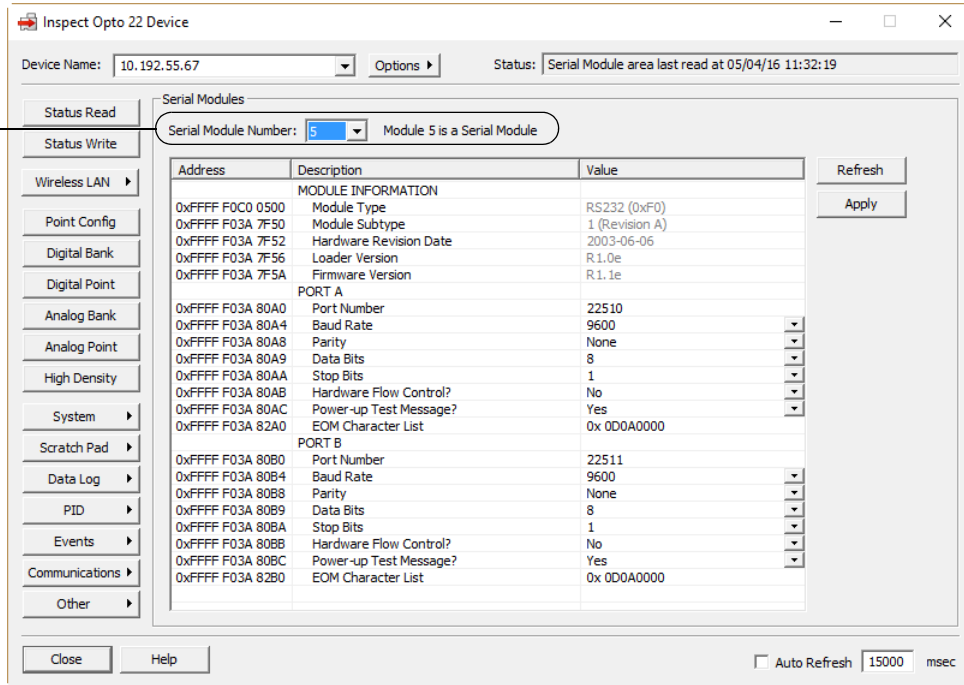 Inspect Opto 22 Device
Device Name: 10.192.55.67 Options Status: Serial Module area last read at 05/04/16 11:32:19
Status Read
Status Write
Wireless LAN
Point Config
Digital Bank
Digital Point
Analog Bank
Analog Point
High Density
System
Scratch Pad
Data Log
PID
Events
Communications
Other
Serial Modules
Serial Module Number: 5 Module 5 is a Serial Module
Address Description Value
MODULE INFORMATION
0xFFFF F0C0 0500 Module Type RS232 (0xF0)
0xFFFF F03A 7F50 Module Subtype 1 (Revision A)
0xFFFF F03A 7F52 Hardware Revision Date 2003-06-06
0xFFFF F03A 7F56 Loader Version R1.0e
0xFFFF F03A 7F5A Firmware Version R1.1e
PORT A
0xFFFF F03A 80A0 Port Number 22510
0xFFFF F03A 80A4 Baud Rate 9600
0xFFFF F03A 80A8 Parity None
0xFFFF F03A 80A9 Data Bits 8
0xFFFF F03A 80AA Stop Bits 1
0xFFFF F03A 80AB Hardware Flow Control? No
0xFFFF F03A 80AC Power-up Test Message? Yes
0xFFFF F03A 82A0 EOM Character List 0x 0D0A0000
PORT B
0xFFFF F03A 80B0 Port Number 22511
0xFFFF F03A 80B4 Baud Rate 9600
0xFFFF F03A 80B8 Parity None
0xFFFF F03A 80B9 Data Bits 8
0xFFFF F03A 80BA Stop Bits 1
0xFFFF F03A 80BB Hardware Flow Control? No
0xFFFF F03A 80BC Power-up Test Message? Yes
0xFFFF F03A 82B0 EOM Character List 0x 0D0A0000
Refresh
Apply
Close Help Auto Refresh 15000 msec